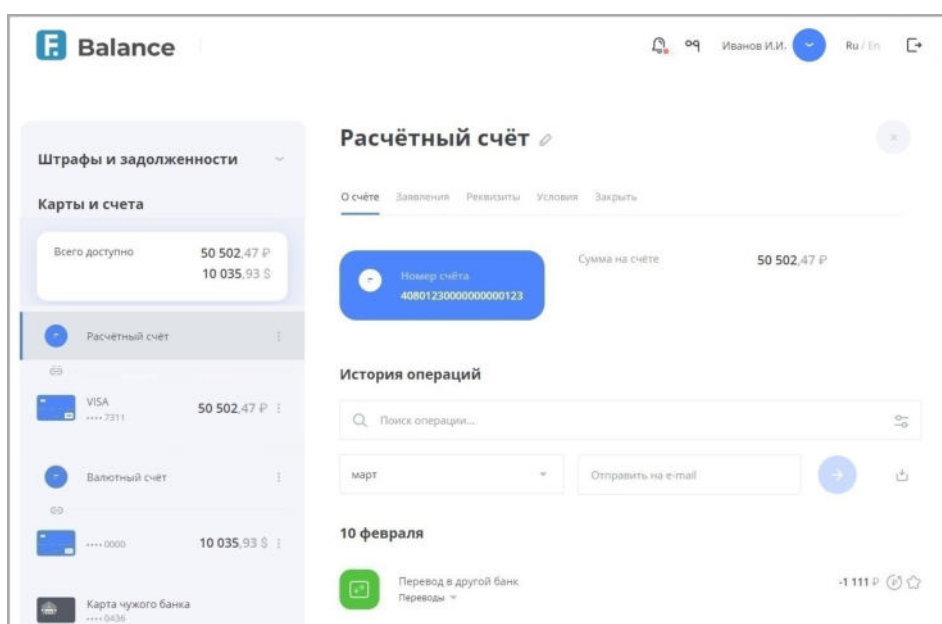 F. Balance
Иванов И.И.
Ru / En
Штрафы и задолженности
Карты и счета
Всего доступно 50 502,47 ₽
10 035,93 $
Расчётный счёт
VISA 50 502,47 ₽
•••• 7311
Валютный счёт
•••• 0000 10 035,93 $
Карта чужого банка
•••• 0436
Расчётный счёт
О счёте Заявления Реквизиты Условия Закрыть
Номер счёта
40801230000000000123
Сумма на счёте 50 502,47 ₽
История операций
Поиск операции...
март
Отправить на e-mail
10 февраля
Перевод в другой банк -1 111 ₽
Переводы